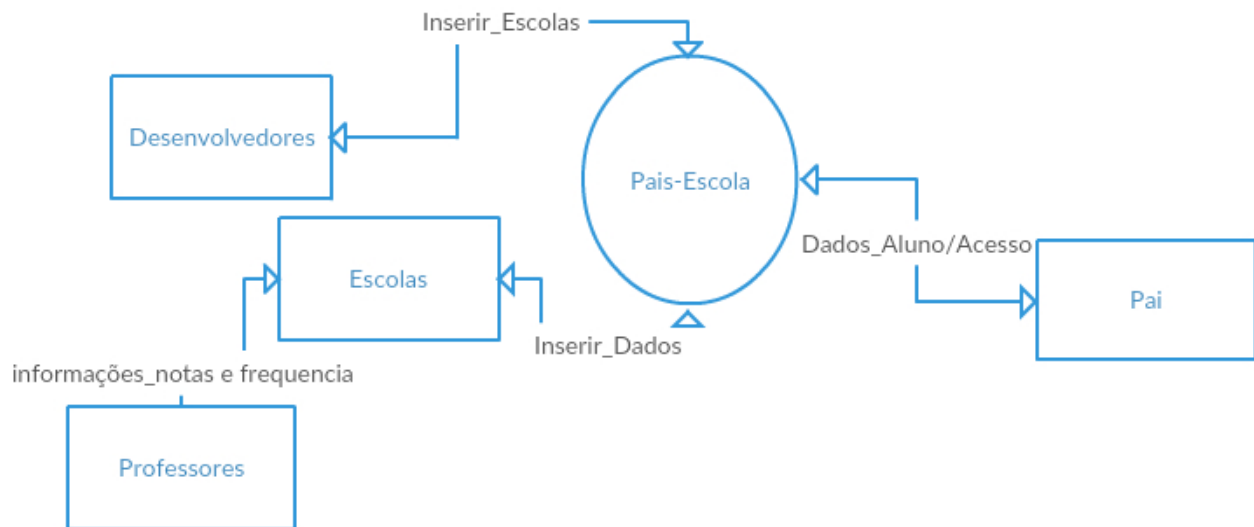 Inserir_Escolas
Desenvolvedores
Pais-Escola
Dados_Aluno/Acesso
Escolas
Pai
Inserir_Dados
informações_notas e frequencia
Professores